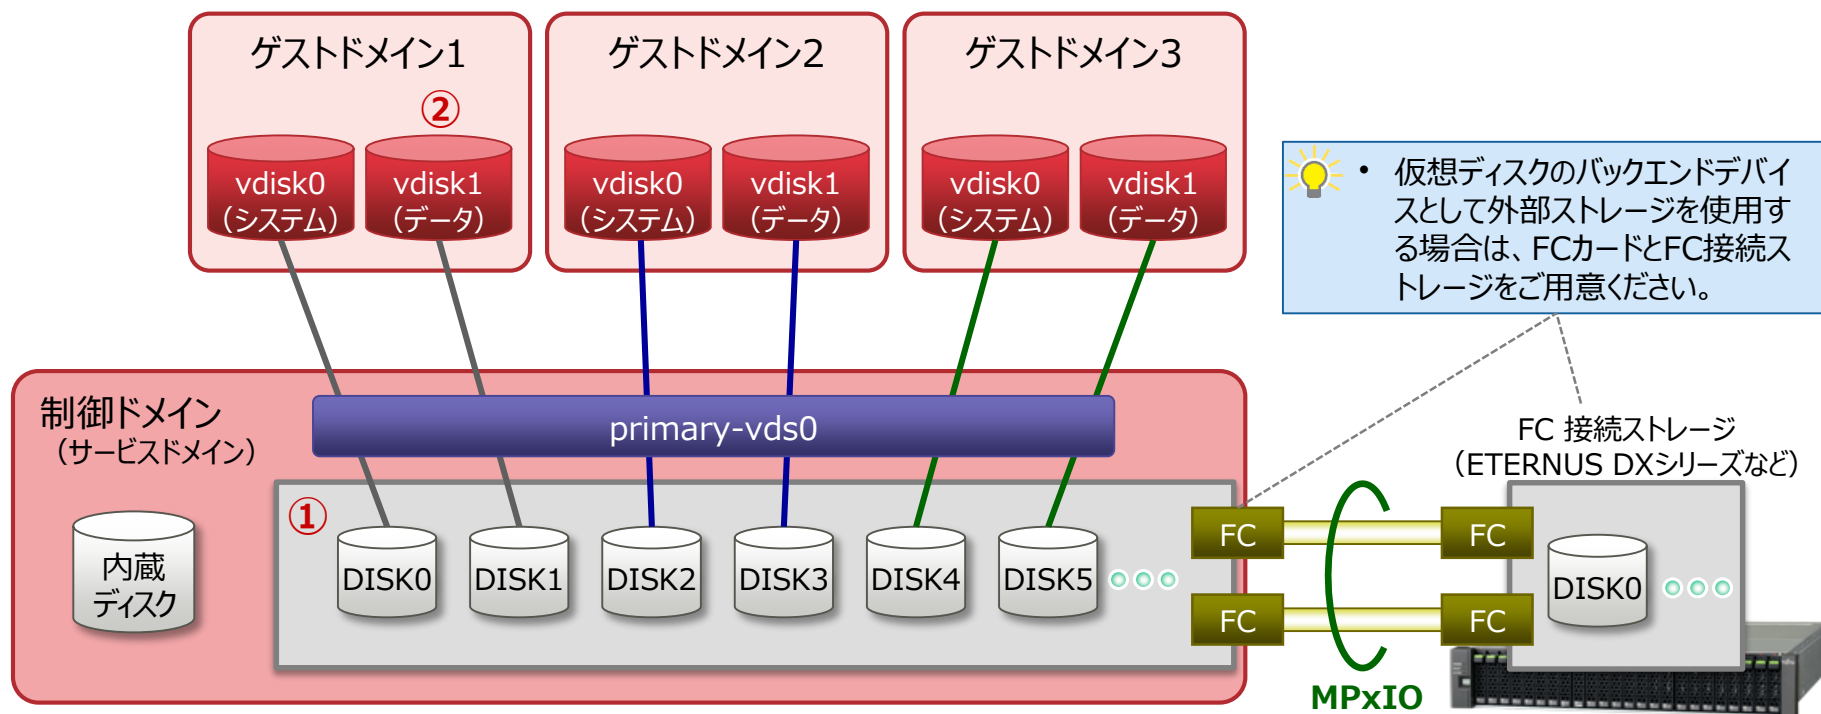 ゲストドメイン1
ゲストドメイン2
ゲストドメイン3
②
vdisk0
（システム）
vdisk1
（データ）
vdisk0
（システム）
vdisk1
（データ）
vdisk0
（システム）
vdisk1
（データ）
• 仮想ディスクのバックエンドデバイ
スとして外部ストレージを使用す
る場合は、FCカードとFC接続ス
トレージをご用意ください。
制御ドメイン
（サービスドメイン）
primary-vds0
FC 接続ストレージ
（ETERNUS DXシリーズなど）
①
内蔵
ディスク
DISK0
DISK1
DISK2
DISK3
DISK4
DISK5
FC
FC
FC
FC
DISK0
MPxIO